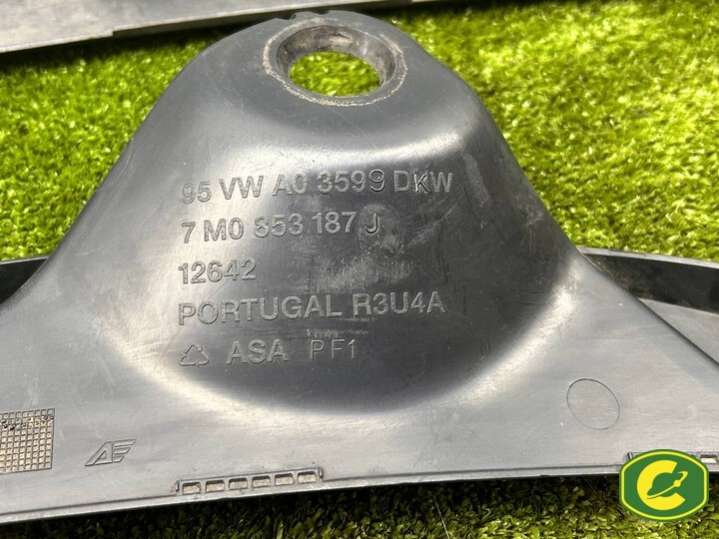 95 VW A0 3599 DKW
7 M0 853 187 J
12642
PORTUGAL R3U4A
ASA PF1